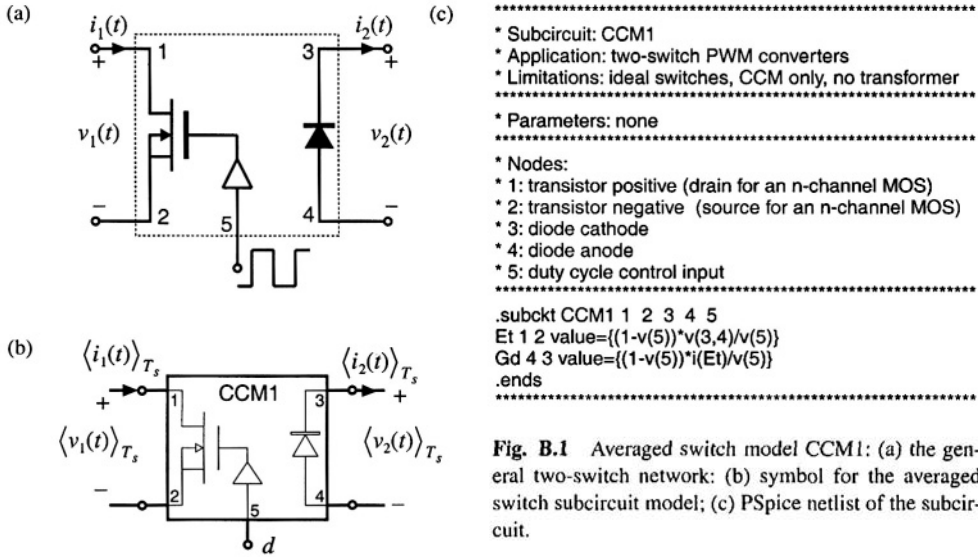 (a)
i₁(t)
i₂(t)
+
1
3
+
v₁(t)
v₂(t)
−
2
5
4
−
(b)
⟨i₁(t)⟩Tₛ
⟨i₂(t)⟩Tₛ
+
1
CCM1
3
+
⟨v₁(t)⟩Tₛ
⟨v₂(t)⟩Tₛ
−
2
5
4
−
d
(c)
******************************************************
* Subcircuit: CCM1
* Application: two-switch PWM converters
* Limitations: ideal switches, CCM only, no transformer
******************************************************
* Parameters: none
******************************************************
* Nodes:
* 1: transistor positive (drain for an n-channel MOS)
* 2: transistor negative (source for an n-channel MOS)
* 3: diode cathode
* 4: diode anode
* 5: duty cycle control input
******************************************************
.subckt CCM1 1 2 3 4 5
Et 1 2 value={(1-v(5))*v(3,4)/v(5)}
Gd 4 3 value={(1-v(5))*i(Et)/v(5)}
.ends
******************************************************
Fig. B.1 Averaged switch model CCM1: (a) the gen-
eral two-switch network: (b) symbol for the averaged
switch subcircuit model; (c) PSpice netlist of the subcir-
cuit.